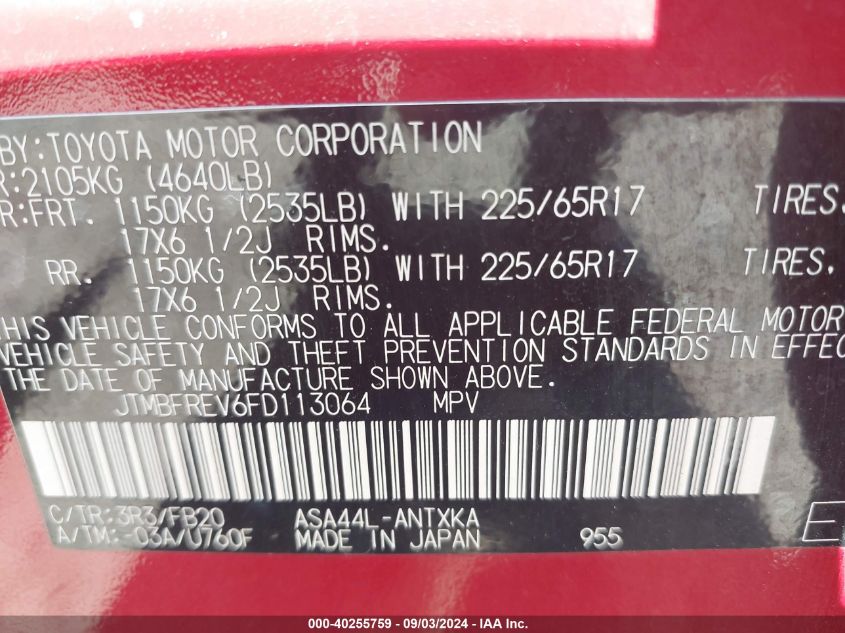 BY:TOYOTA MOTOR CORPORATION
R:2105KG (4640LB)
R:FRT. 1150KG (2535LB) WITH 225/65R17 TIRES.
17X6 1/2J RIMS.
RR. 1150KG (2535LB) WITH 225/65R17 TIRES.
17X6 1/2J RIMS.
THIS VEHICLE CONFORMS TO ALL APPLICABLE FEDERAL MOTOR
VEHICLE SAFETY AND THEFT PREVENTION STANDARDS IN EFFEC
THE DATE OF MANUFACTURE SHOWN ABOVE.
JTMBFREV6FD113064 MPV
C/TR:3R3/FB20 ASA44L-ANTXKA
A/TM:-03A/U760F MADE IN JAPAN 955 E
000-40255759 - 09/03/2024 - IAA Inc.